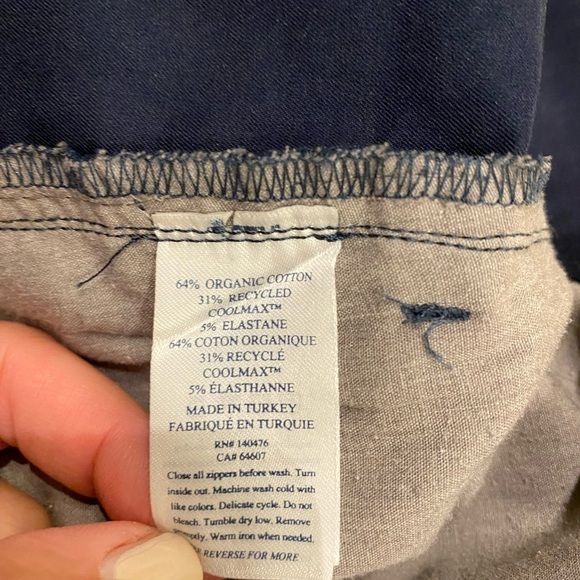 64% ORGANIC COTTON
31% RECYCLED
COOLMAX™
5% ELASTANE
64% COTON ORGANIQUE
31% RECYCLÉ
COOLMAX™
5% ÉLASTHANNE
MADE IN TURKEY
FABRIQUÉ EN TURQUIE
RN# 140476
CA# 64607
Close all zippers before wash. Turn
inside out. Machine wash cold with
like colors. Delicate cycle. Do not
bleach. Tumble dry low. Remove
Warm iron when needed.
REVERSE FOR MORE